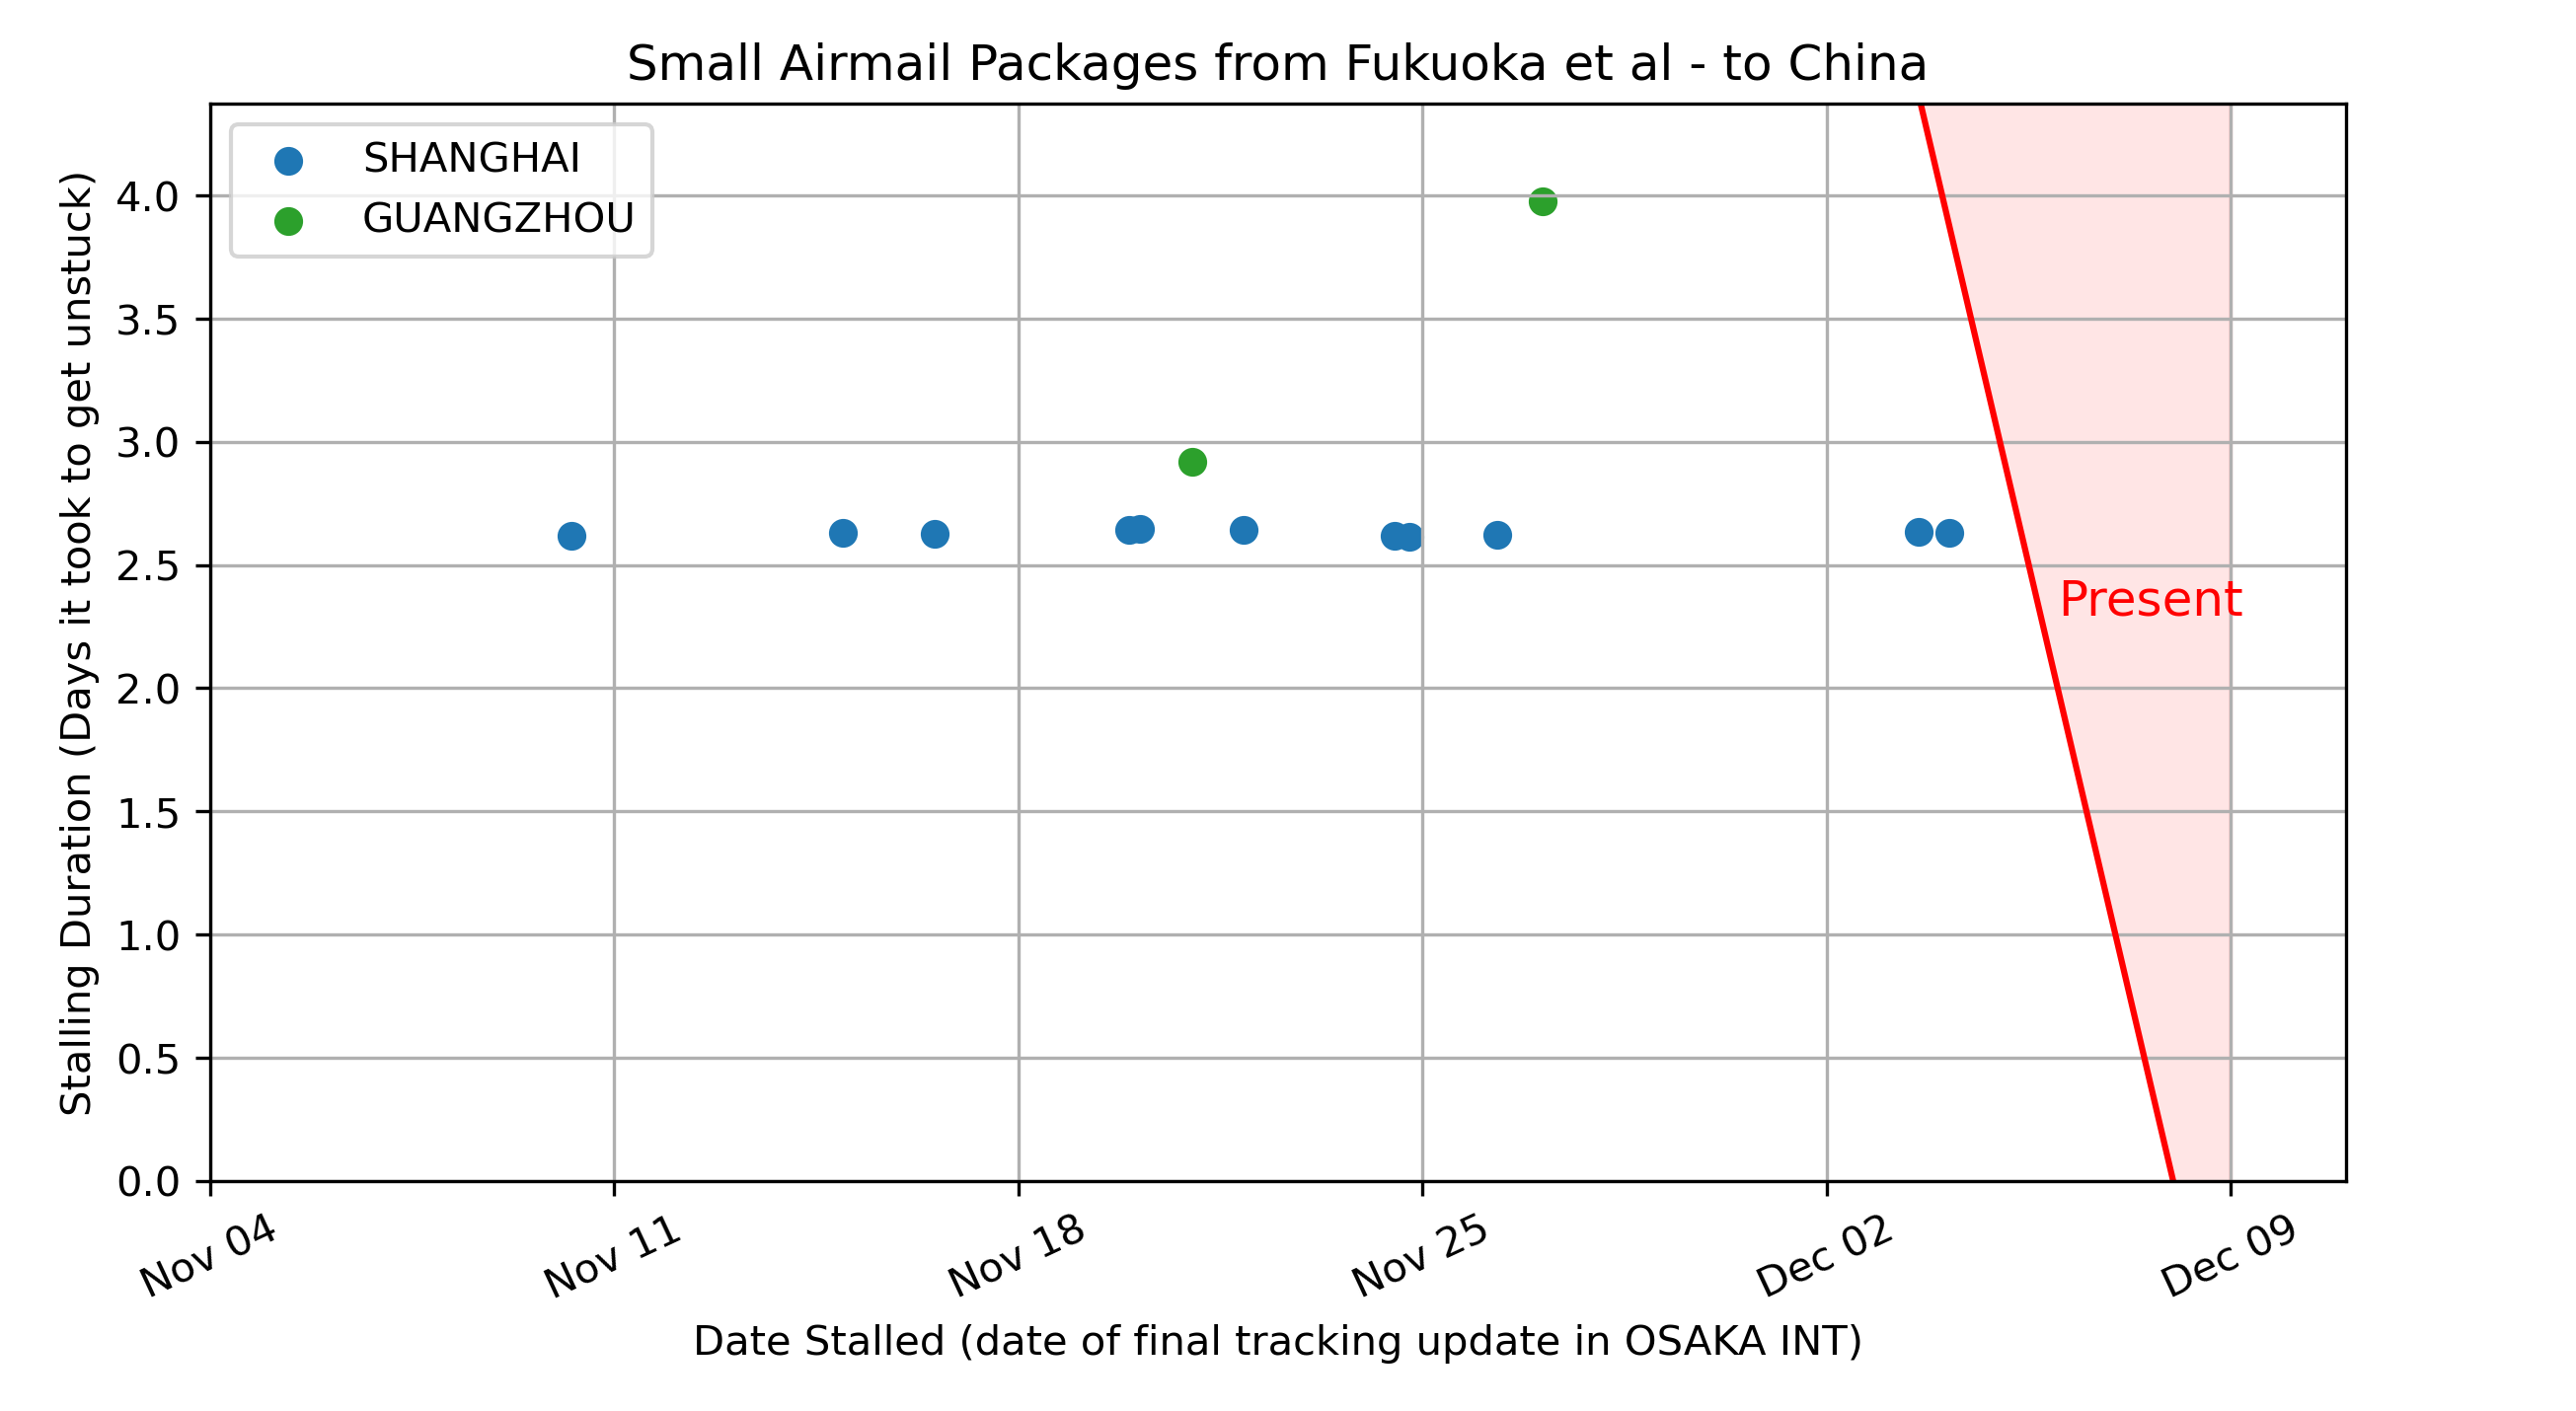 Small Airmail Packages from Fukuoka et al - to China
SHANGHAI
GUANGZHOU
Stalling Duration (Days it took to get unstuck)
4.0
3.5
3.0
2.5
2.0
1.5
1.0
0.5
0.0
Present
Nov 04
Nov 11
Nov 18
Nov 25
Dec 02
Dec 09
Date Stalled (date of final tracking update in OSAKA INT)